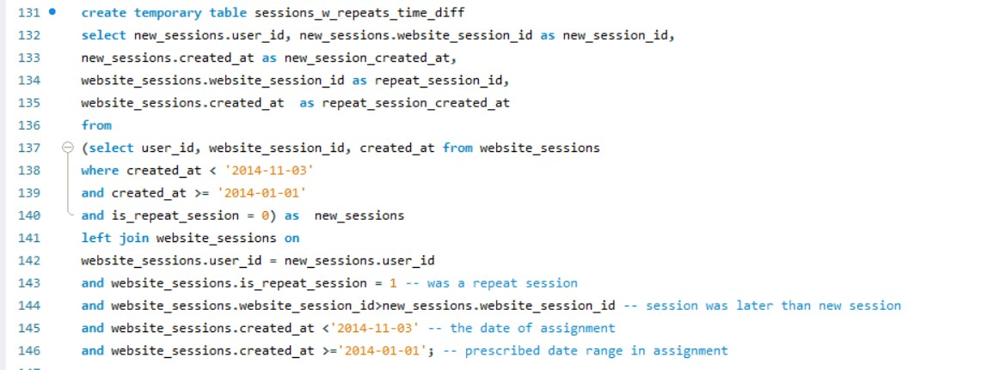 131 create temporary table sessions_w_repeats_time_diff
132 select new_sessions.user_id, new_sessions.website_session_id as new_session_id,
133 new_sessions.created_at as new_session_created_at,
134 website_sessions.website_session_id as repeat_session_id,
135 website_sessions.created_at  as repeat_session_created_at
136 from
137 (select user_id, website_session_id, created_at from website_sessions
138 where created_at < '2014-11-03'
139 and created_at >= '2014-01-01'
140 and is_repeat_session = 0) as  new_sessions
141 left join website_sessions on
142 website_sessions.user_id = new_sessions.user_id
143 and website_sessions.is_repeat_session = 1 -- was a repeat session
144 and website_sessions.website_session_id>new_sessions.website_session_id -- session was later than new session
145 and website_sessions.created_at <'2014-11-03' -- the date of assignment
146 and website_sessions.created_at >='2014-01-01'; -- prescribed date range in assignment